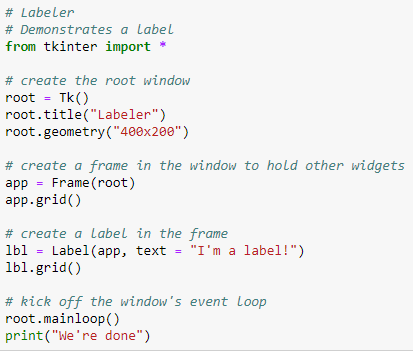 # Labeler
# Demonstrates a label
from tkinter import *
# create the root window
root = Tk()
root.title("Labeler")
root.geometry("400x200")
# create a frame in the window to hold other widgets
app = Frame(root)
app.grid()
# create a label in the frame
lbl = Label(app, text = "I'm a label!")
lbl.grid()
# kick off the window's event loop
root.mainloop()
print("We're done")